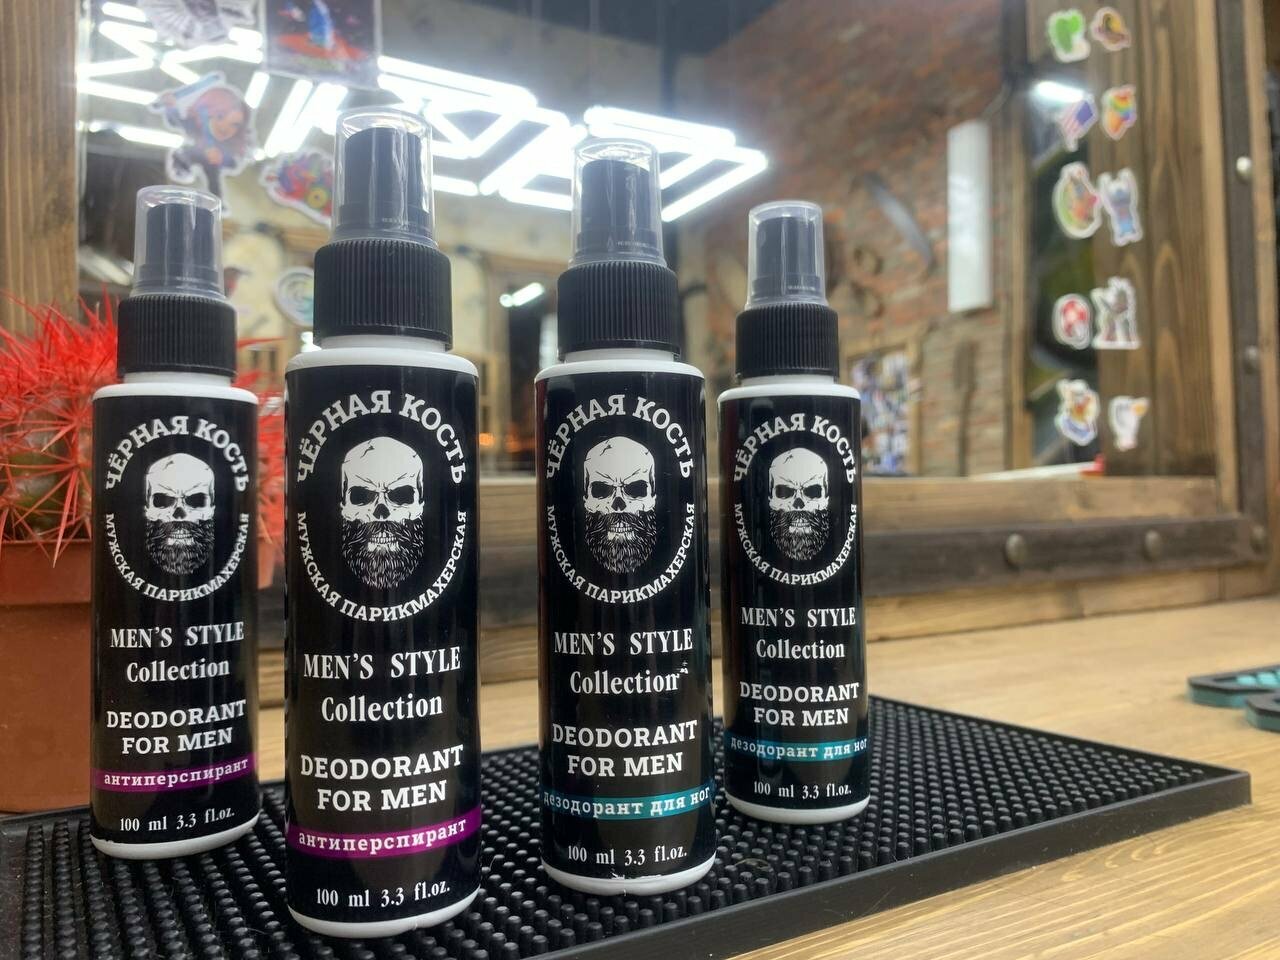 ЧЁРНАЯ КОСТЬ
МУЖСКАЯ ПАРИКМАХЕРСКАЯ
MEN'S STYLE
Collection
DEODORANT
FOR MEN
антиперспирант
100 ml 3.3 fl.oz.
ЧЁРНАЯ КОСТЬ
МУЖСКАЯ ПАРИКМАХЕРСКАЯ
MEN'S STYLE
Collection
DEODORANT
FOR MEN
антиперспирант
100 ml 3.3 fl.oz.
ЧЁРНАЯ КОСТЬ
МУЖСКАЯ ПАРИКМАХЕРСКАЯ
MEN'S STYLE
Collection
DEODORANT
FOR MEN
дезодорант для ног
100 ml 3.3 fl.oz.
ЧЁРНАЯ КОСТЬ
МУЖСКАЯ ПАРИКМАХЕРСКАЯ
MEN'S STYLE
Collection
DEODORANT
FOR MEN
дезодорант для ног
100 ml 3.3 fl.oz.